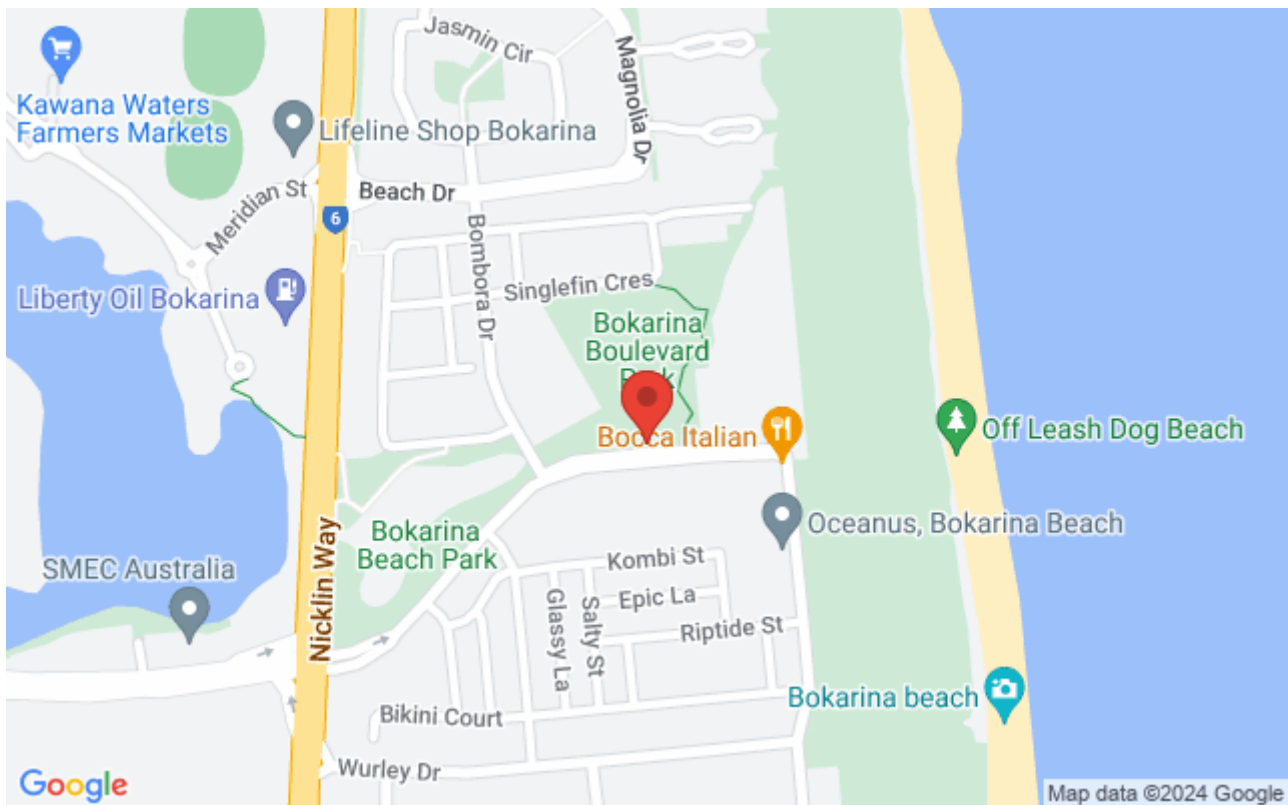 Jasmin Cir
Magnolia Dr
Kawana Waters
Farmers Markets
Lifeline Shop Bokarina
Meridian St
Beach Dr
6
Bombora Dr
Singlefin Cres
Liberty Oil Bokarina
Bokarina
Boulevard
Park
Bocca Italian
Off Leash Dog Beach
Oceanus, Bokarina Beach
Bokarina
Beach Park
Nicklin Way
SMEC Australia
Kombi St
Glassy La
Salty St
Epic La
Riptide St
Bokarina beach
Bikini Court
Wurley Dr
Google
Map data ©2024 Google